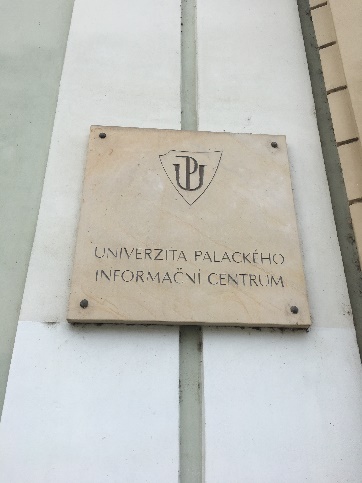 UP
UNIVERZITA PALACKÉHO
INFORMAČNÍ CENTRUM